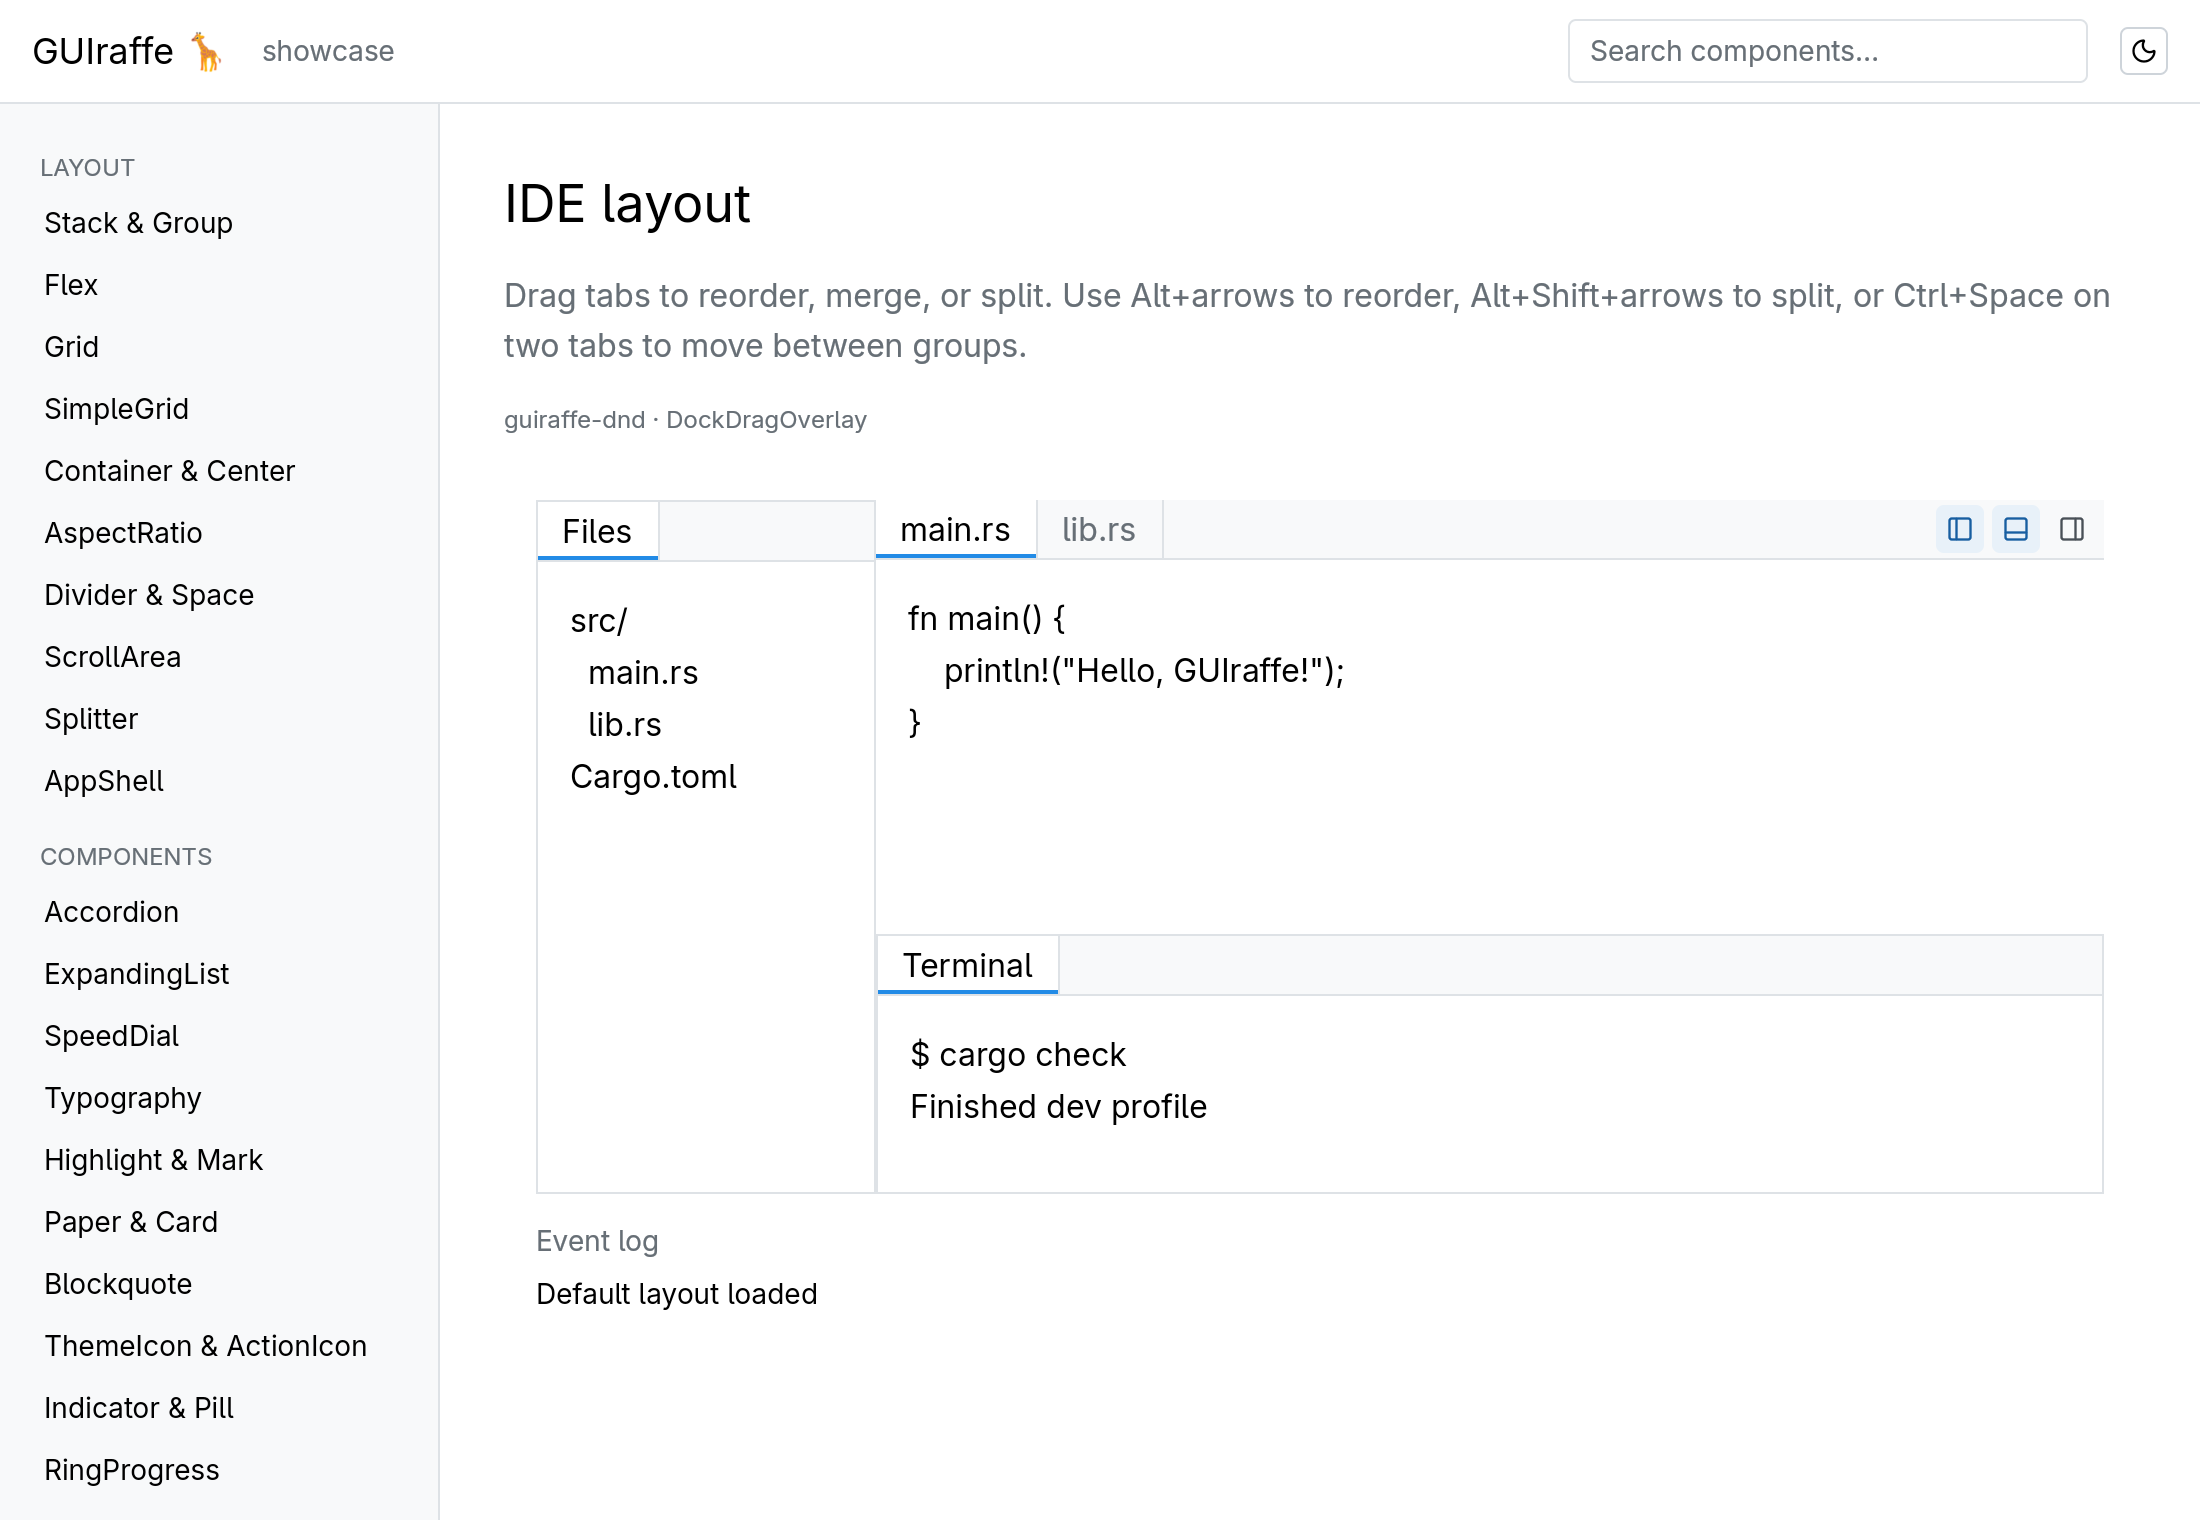 GUIraffe 🦒 showcase
Search components...
LAYOUT
Stack & Group
Flex
Grid
SimpleGrid
Container & Center
AspectRatio
Divider & Space
ScrollArea
Splitter
AppShell
COMPONENTS
Accordion
ExpandingList
SpeedDial
Typography
Highlight & Mark
Paper & Card
Blockquote
ThemeIcon & ActionIcon
Indicator & Pill
RingProgress
IDE layout
Drag tabs to reorder, merge, or split. Use Alt+arrows to reorder, Alt+Shift+arrows to split, or Ctrl+Space on
two tabs to move between groups.
guiraffe-dnd · DockDragOverlay
Files
src/
  main.rs
  lib.rs
Cargo.toml
main.rs lib.rs
fn main() {
    println!("Hello, GUIraffe!");
}
Terminal
$ cargo check
Finished dev profile
Event log
Default layout loaded